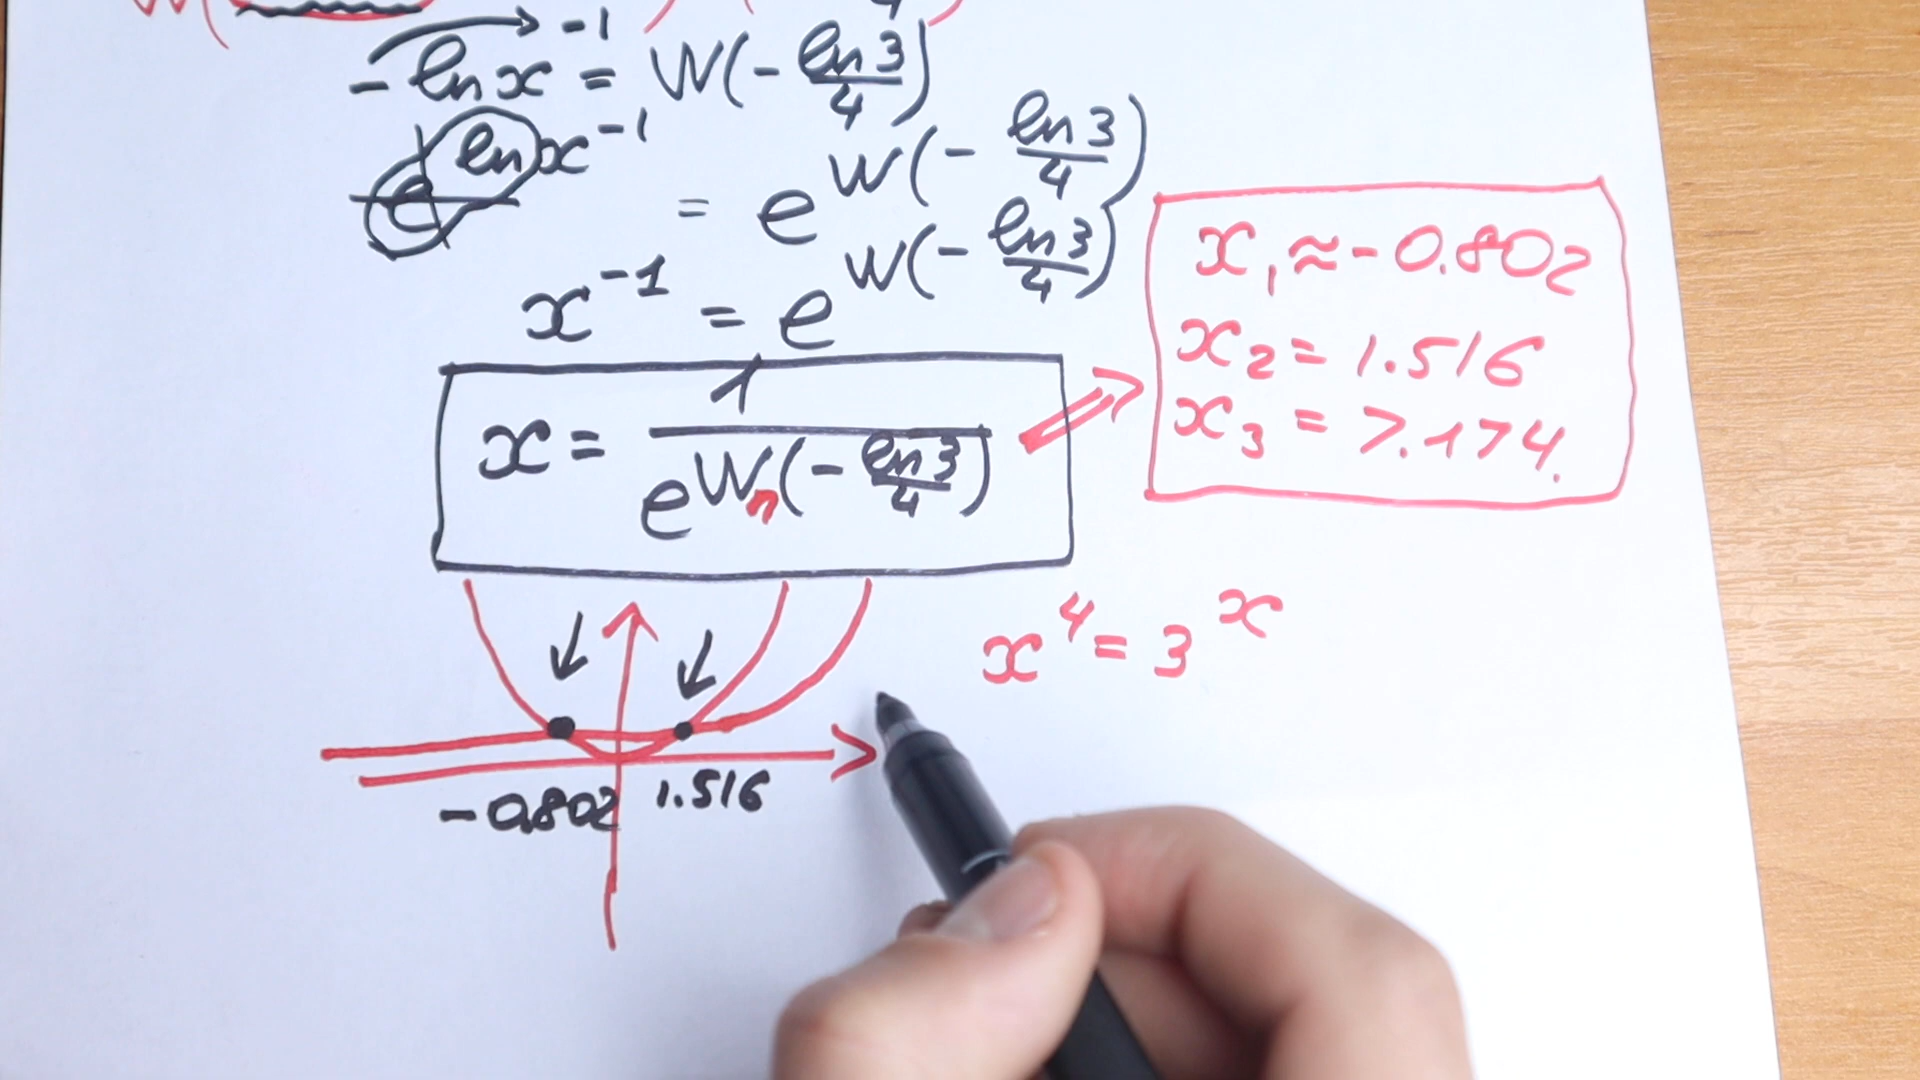 -ln x = W(-ln3/4)
e^(ln x^-1) = e^(W(-ln3/4))
x^-1 = e^(W(-ln3/4))
x = 1/e^(Wn(-ln3/4))
x1 ≈ -0.802
x2 = 1.516
x3 = 7.174.
x^4 = 3^x
-0.802 1.516